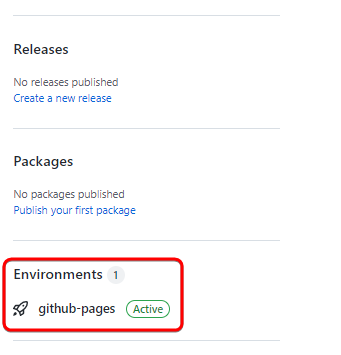 Releases
No releases published
Create a new release
Packages
No packages published
Publish your first package
Environments 1
github-pages Active